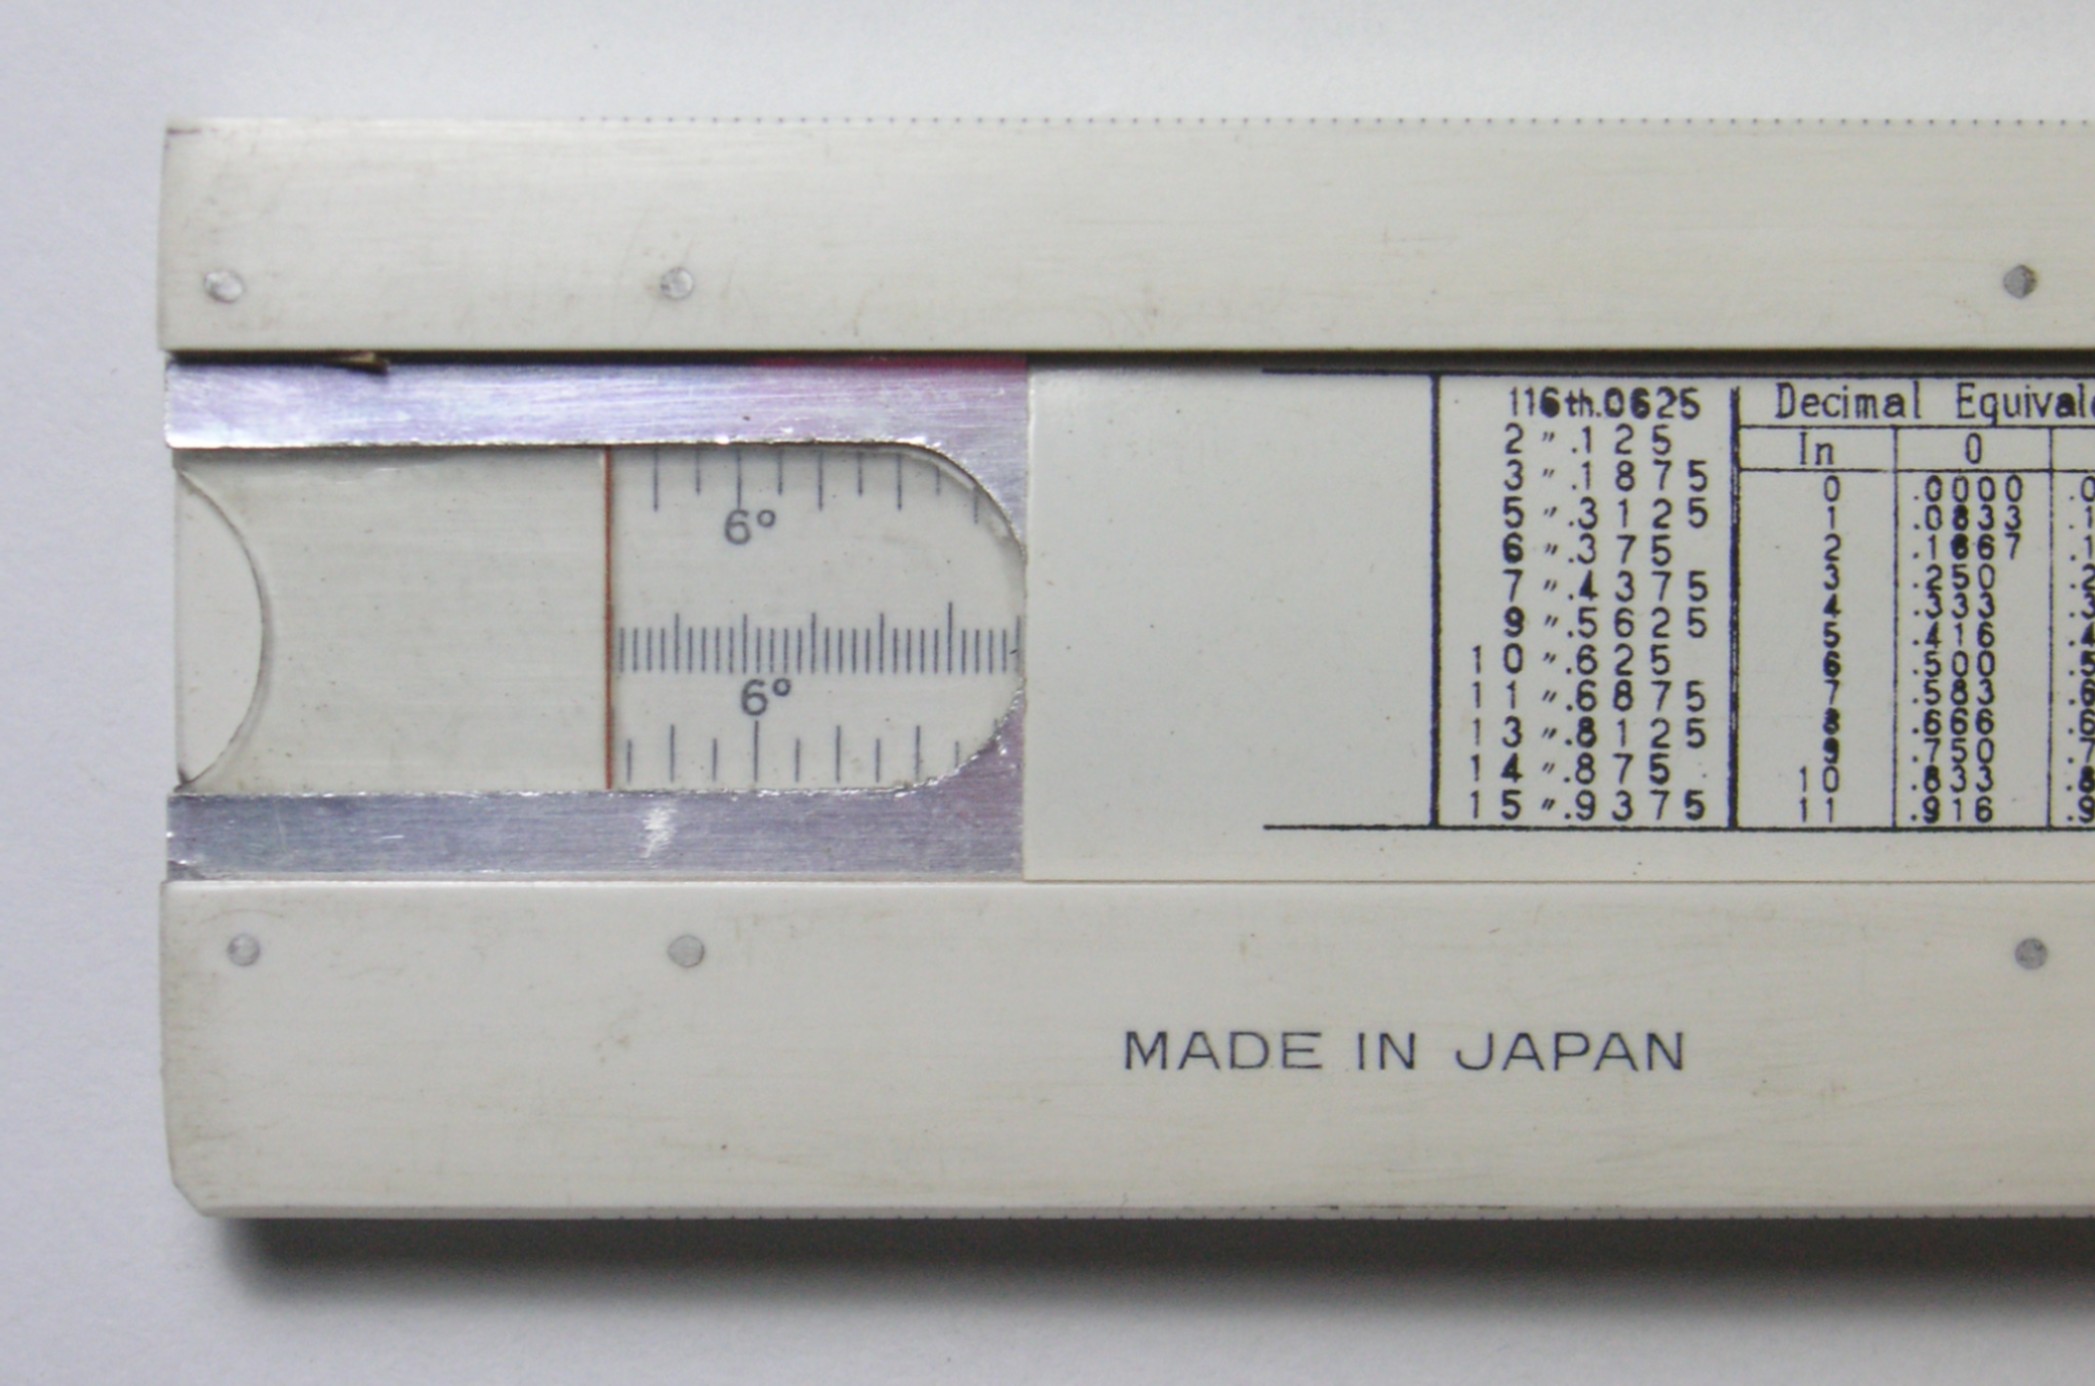 6°
6°
116th.0625
2 〃 .125
3 〃 .1875
5 〃 .3125
6 〃 .375
7 〃 .4375
9 〃 .5625
10 〃 .625
11 〃 .6875
13 〃 .8125
14 〃 .875
15 〃 .9375
Decimal
In 0
0 .0000
1 .0833
2 .1667
3 .250
4 .333
5 .416
6 .500
7 .583
8 .666
9 .750
10 .833
11 .916
MADE IN JAPAN